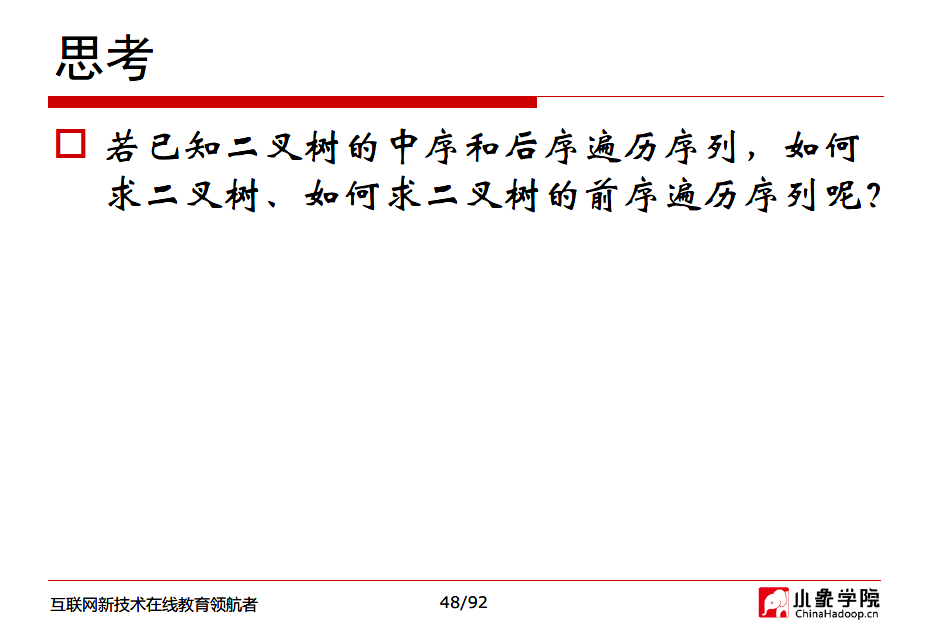 思考
若已知二叉树的中序和后序遍历序列，如何
求二叉树、如何求二叉树的前序遍历序列呢？
互联网新技术在线教育领航者
48/92
小象学院
ChinaHadoop.cn